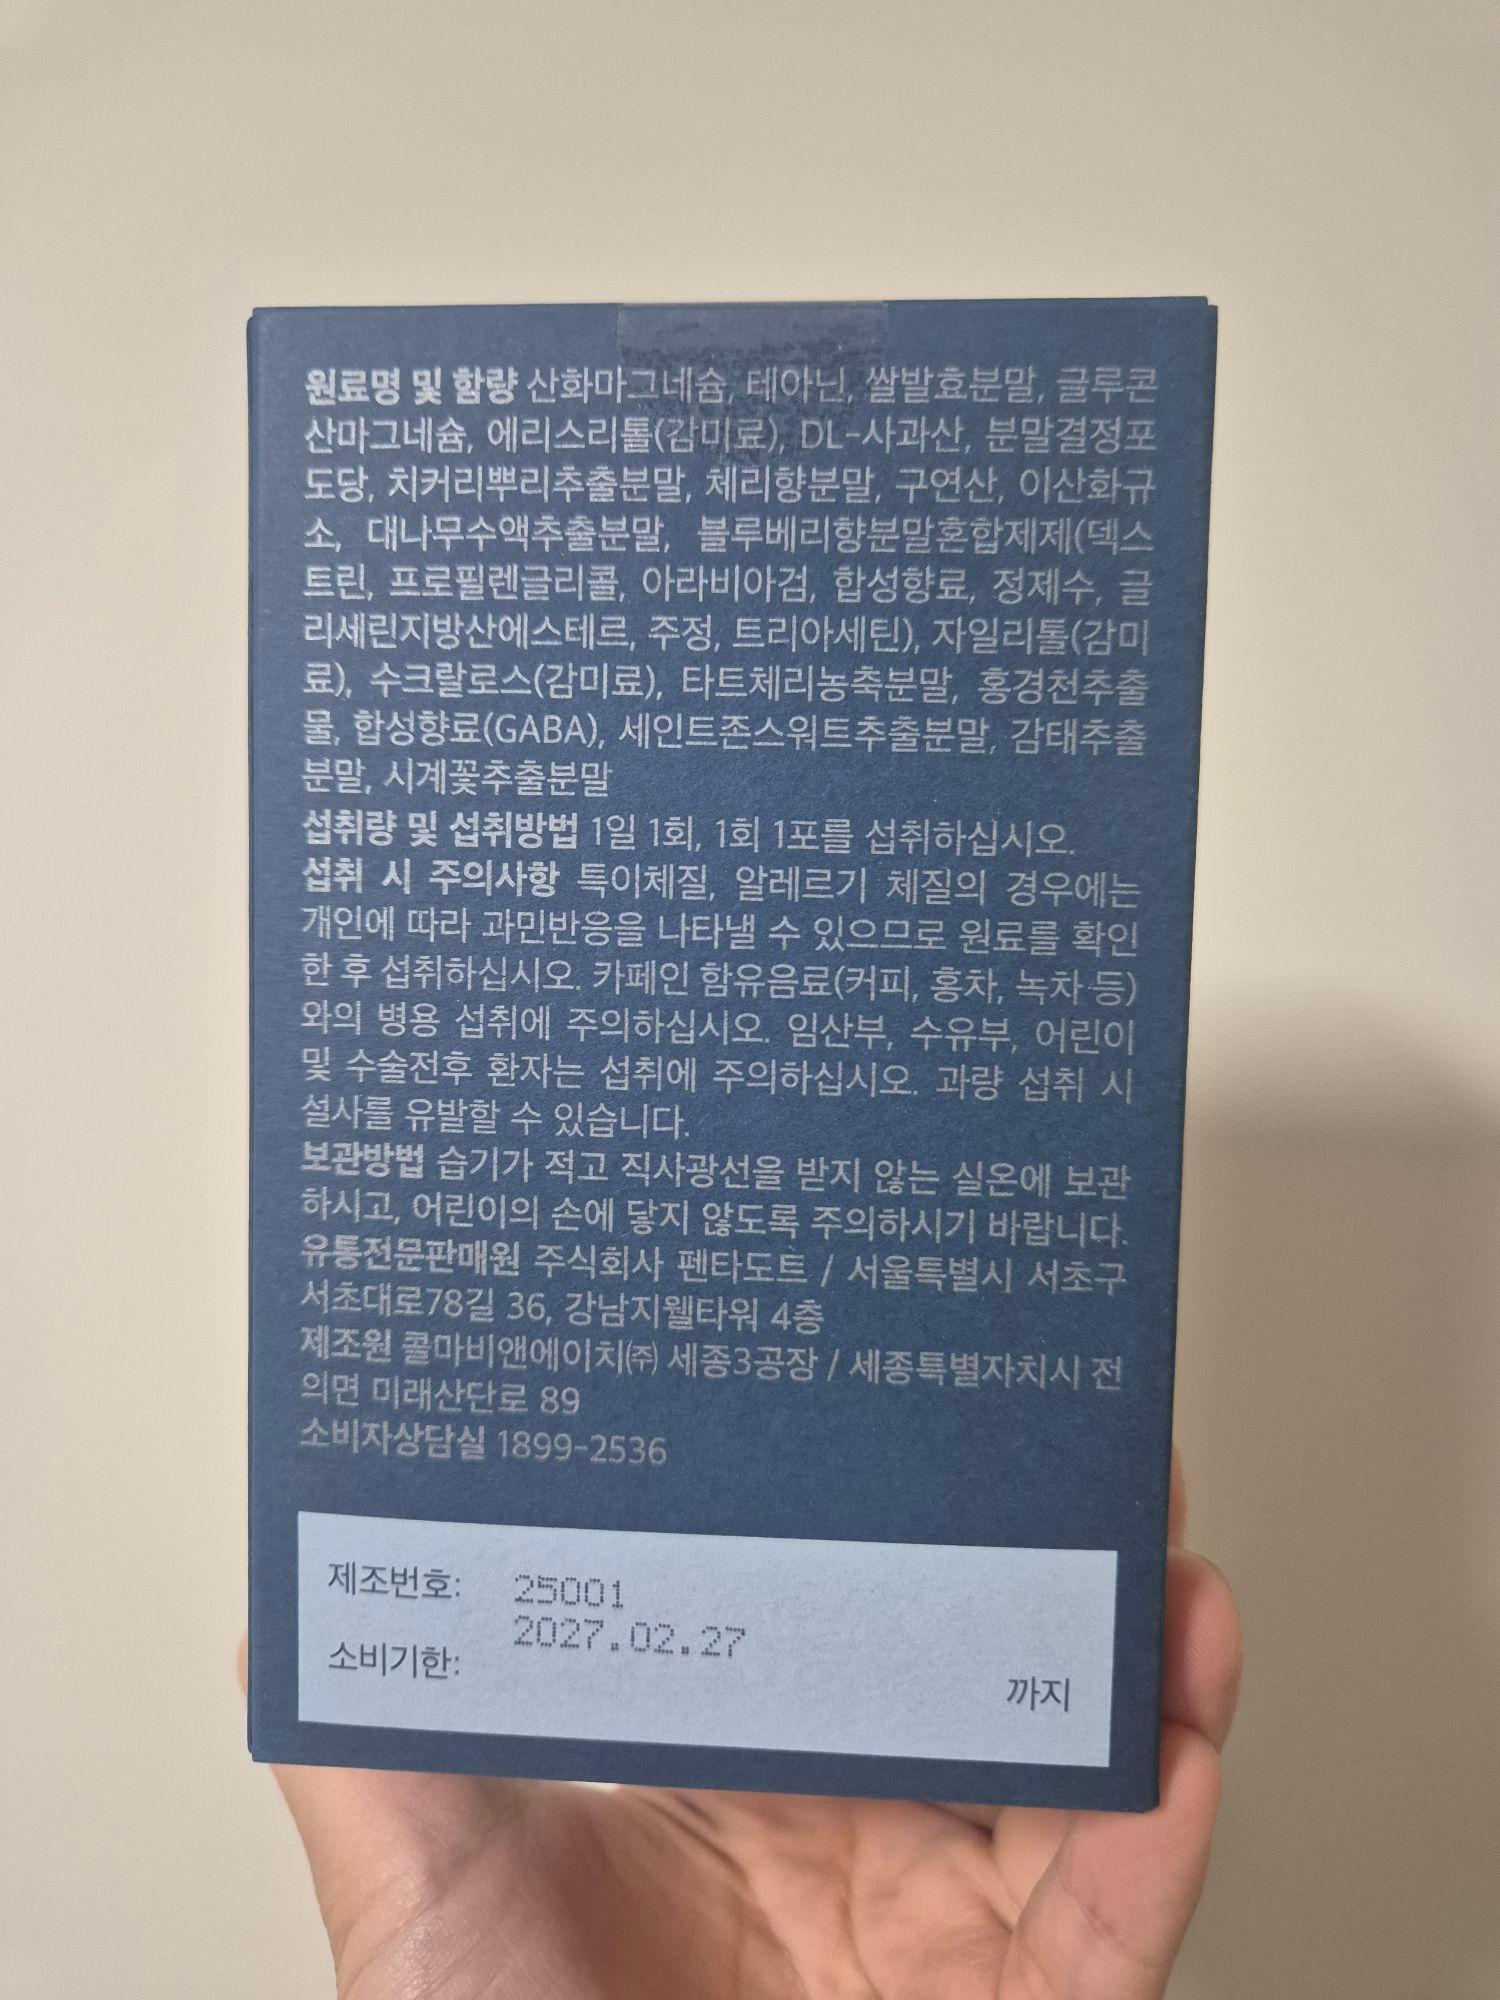 원료명 및 함량 산화마그네슘, 테아닌, 쌀발효분말, 글루콘
산마그네슘, 에리스리톨(감미료), DL-사과산, 분말결정포
도당, 치커리뿌리추출분말, 체리향분말, 구연산, 이산화규
소, 대나무수액추출분말, 블루베리향분말혼합제제(덱스
트린, 프로필렌글리콜, 아라비아검, 합성향료, 정제수, 글
리세린지방산에스테르, 주정, 트리아세틴), 자일리톨(감미
료), 수크랄로스(감미료), 타트체리농축분말, 홍경천추출
물, 합성향료(GABA), 세인트존스워트추출분말, 감태추출
분말, 시계꽃추출분말
섭취량 및 섭취방법 1일 1회, 1회 1포를 섭취하십시오.
섭취 시 주의사항 특이체질, 알레르기 체질의 경우에는
개인에 따라 과민반응을 나타낼 수 있으므로 원료를 확인
한 후 섭취하십시오. 카페인 함유음료(커피, 홍차, 녹차 등)
와의 병용 섭취에 주의하십시오. 임산부, 수유부, 어린이
및 수술전후 환자는 섭취에 주의하십시오. 과량 섭취 시
설사를 유발할 수 있습니다.
보관방법 습기가 적고 직사광선을 받지 않는 실온에 보관
하시고, 어린이의 손에 닿지 않도록 주의하시기 바랍니다.
유통전문판매원 주식회사 펜타도트 / 서울특별시 서초구
서초대로78길 36, 강남지웰타워 4층
제조원 콜마비앤에이치㈜ 세종3공장 / 세종특별자치시 전
의면 미래산단로 89
소비자상담실 1899-2536
제조번호: 25001
소비기한: 2027.02.27 까지